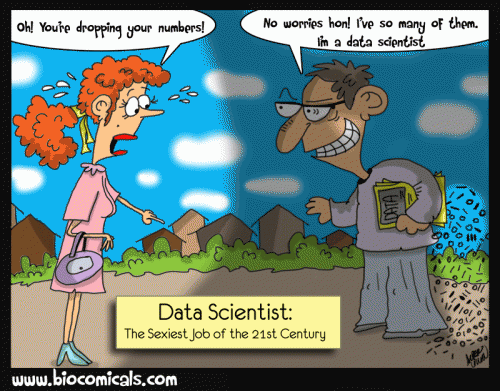 Oh! You're dropping your numbers!
No worries hon! I've so many of them.
I'm a data scientist
DATA
Data Scientist:
The Sexiest Job of the 21st Century
www.biocomicals.com